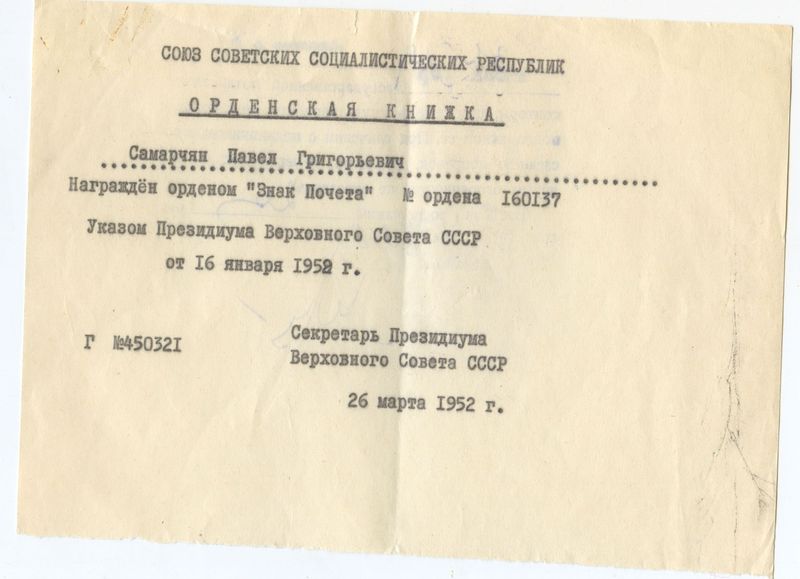 СОЮЗ СОВЕТСКИХ СОЦИАЛИСТИЧЕСКИХ РЕСПУБЛИК
ОРДЕНСКАЯ КНИЖКА
Самарчян Павел Григорьевич
Награждён орденом "Знак Почета" № ордена 160137
Указом Президиума Верховного Совета СССР
от 16 января 1952 г.
Г №450321
Секретарь Президиума
Верховного Совета СССР
26 марта 1952 г.